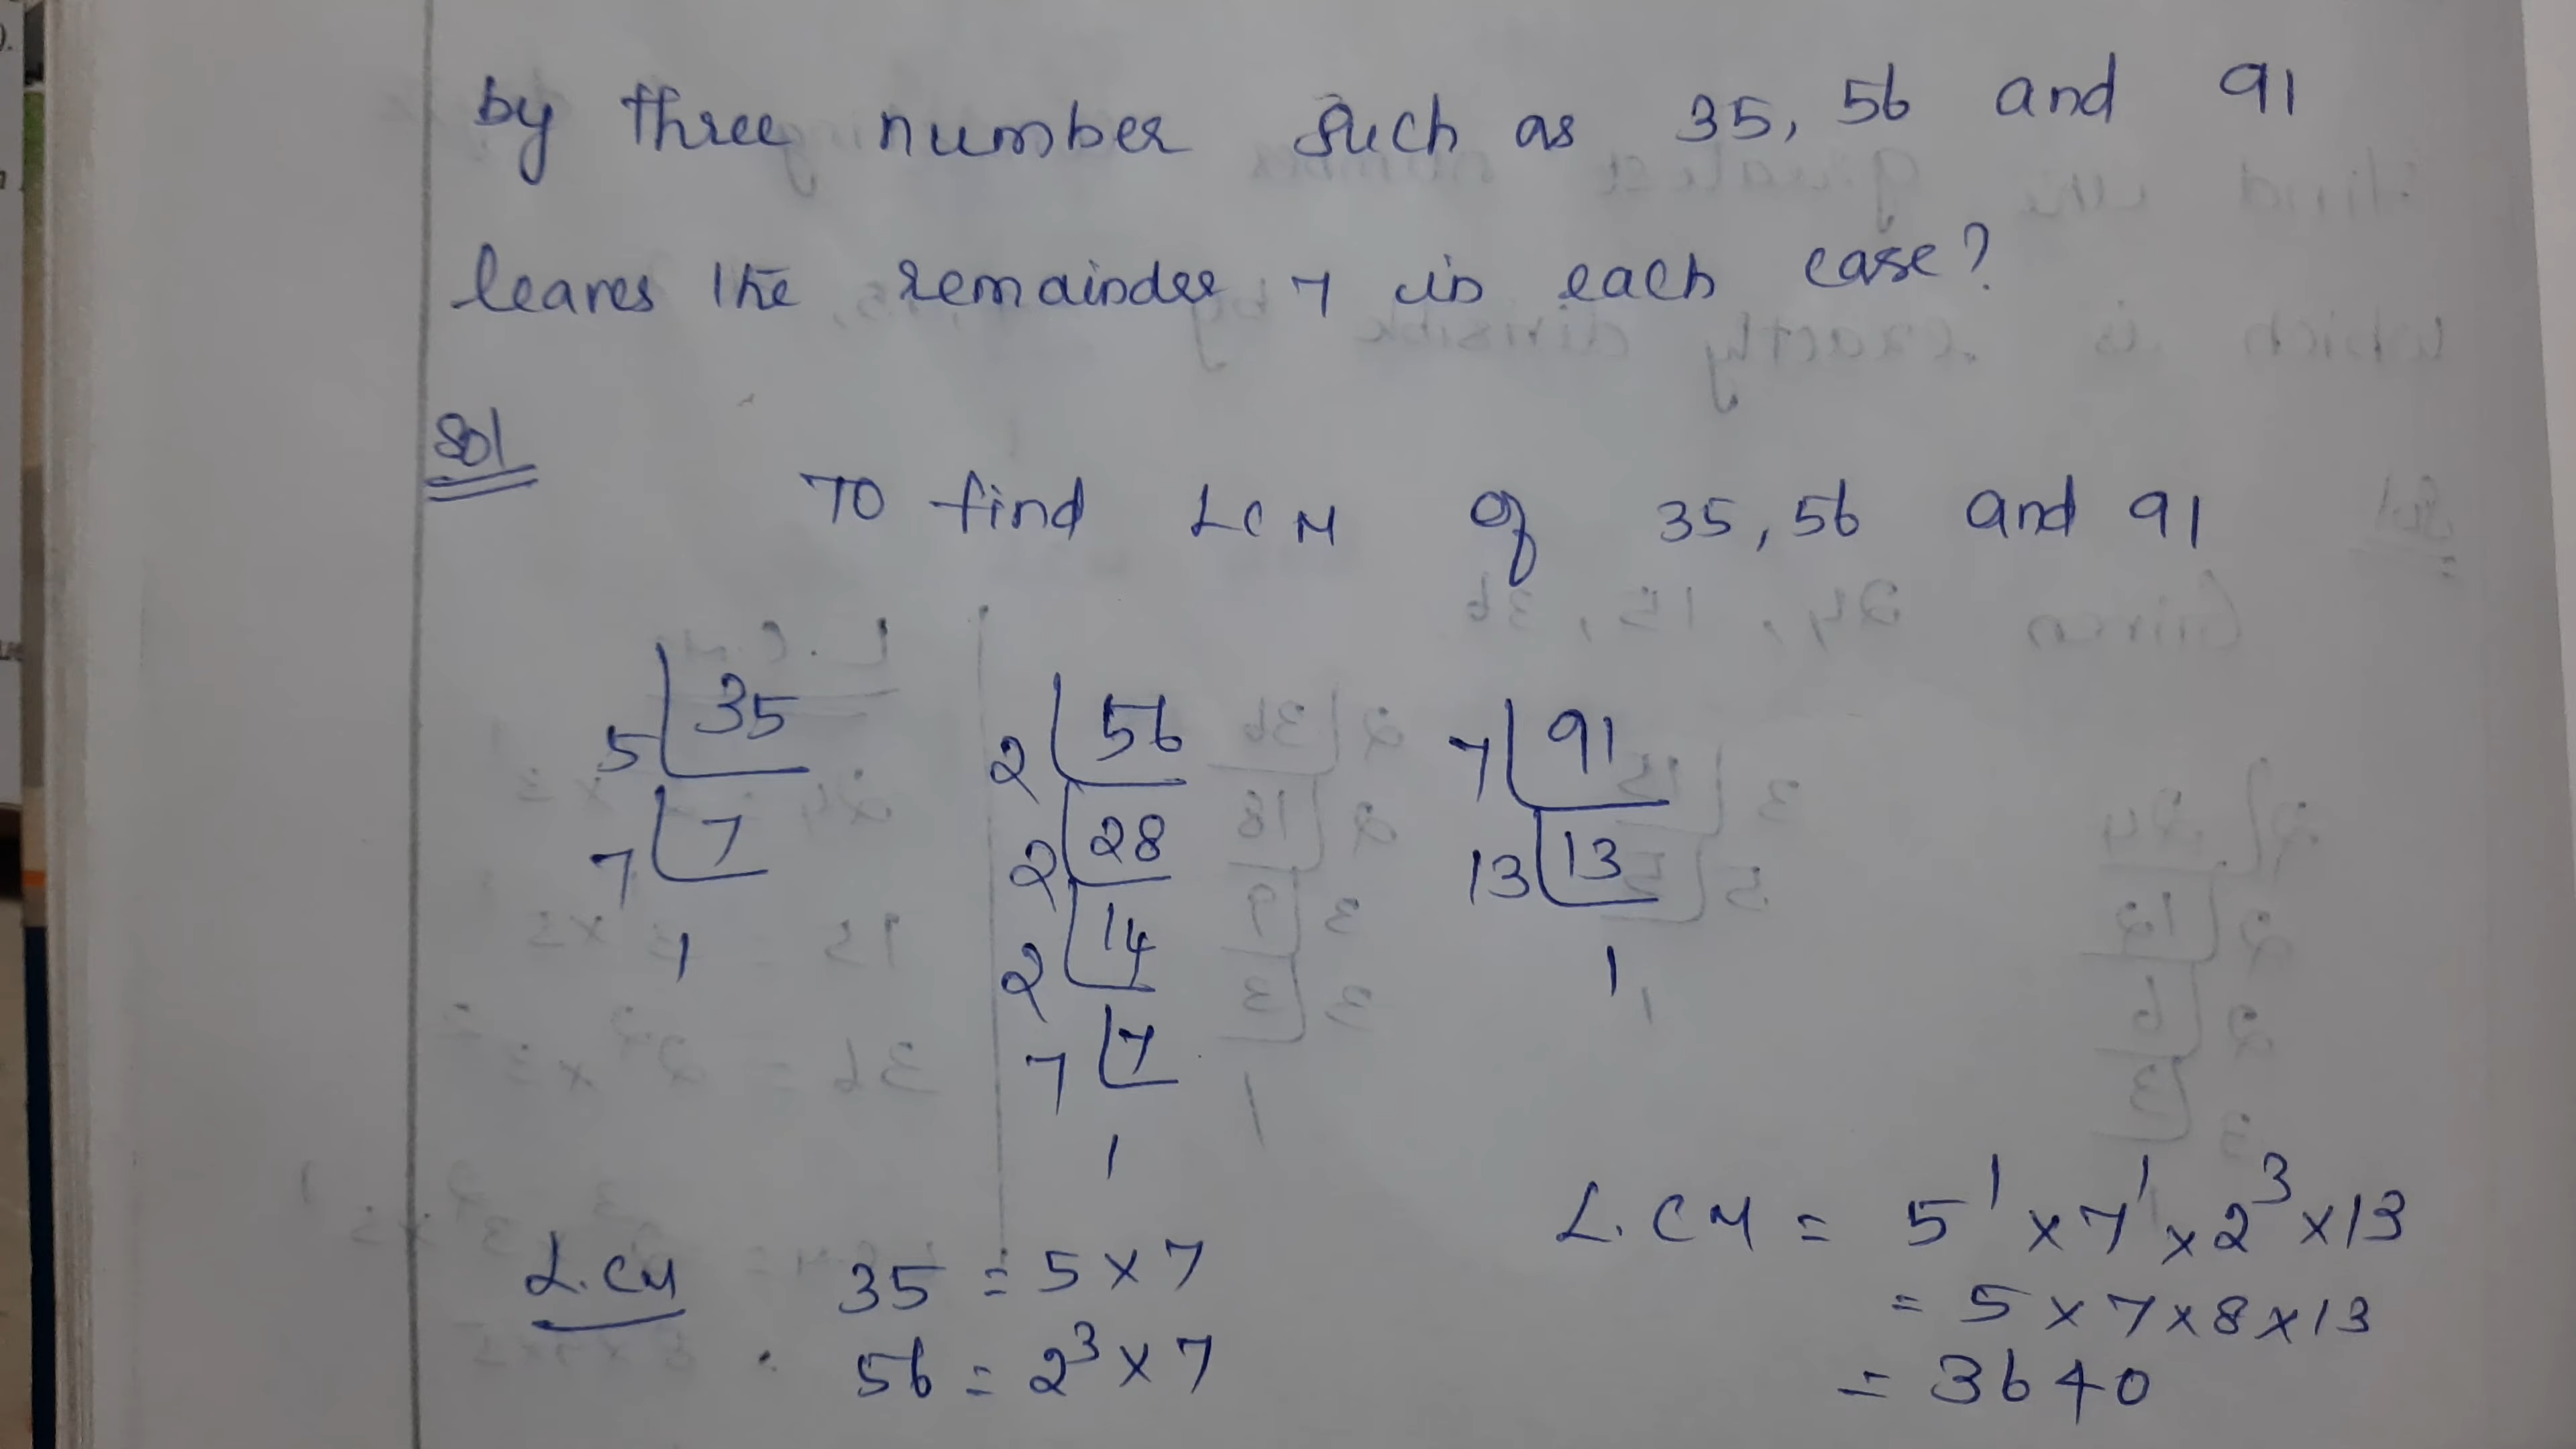 by three number such as 35, 56 and 91
leaves the remainder 7 in each case?
Sol
To find LCM of 35, 56 and 91
5 35
7 7
1
2 56
2 28
2 14
7 7
1
7 91
13 13
1
L.CM 35 = 5 × 7
56 = 2³ × 7
L.CM = 5¹ × 7¹ × 2³ × 13
= 5 × 7 × 8 × 13
= 3640